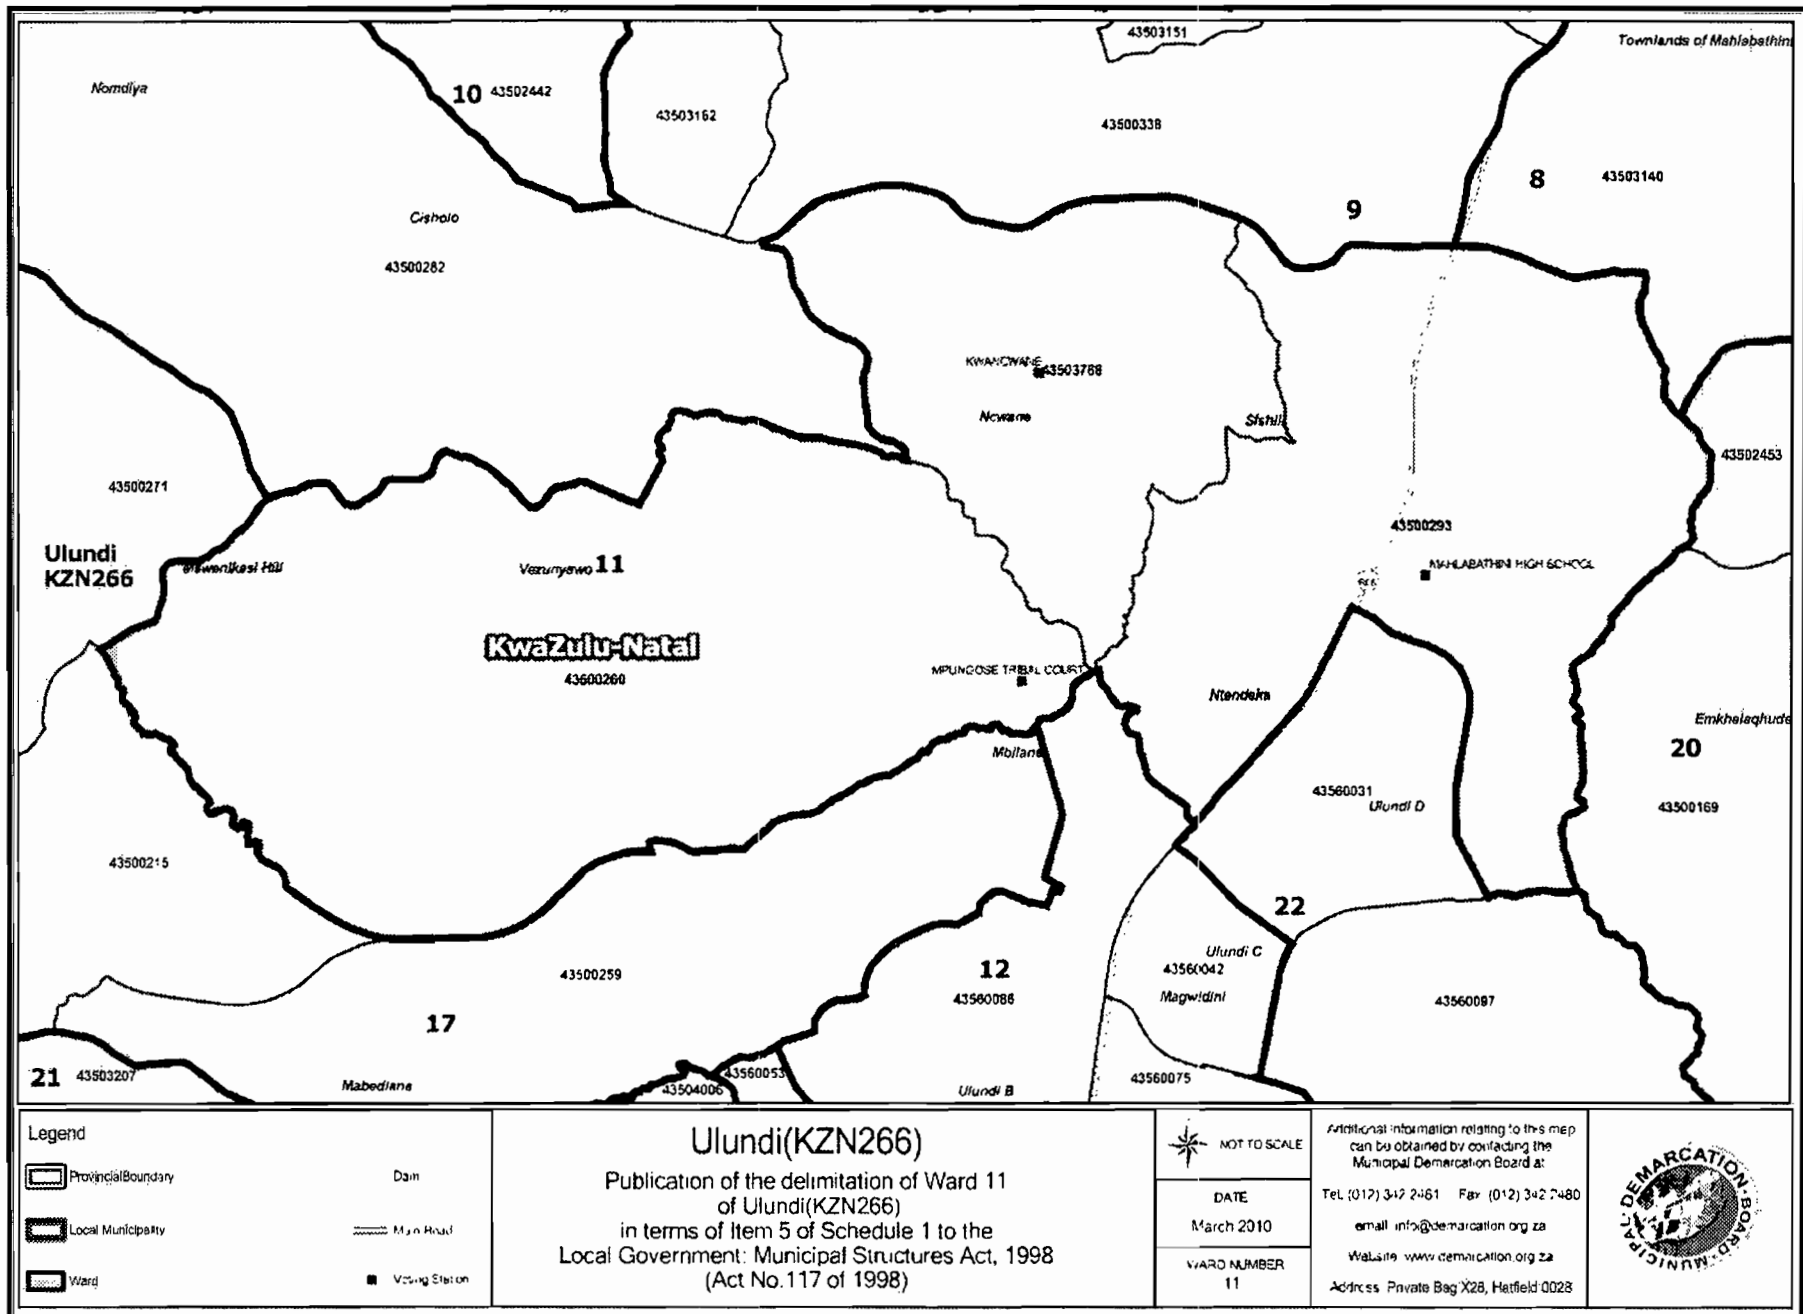 43503151
Townlands of Mahlabathini
Nomdiya
10 43502442
43503162
43500338
8 43503140
9
Cisholo
43500282
KWANCWANE
43503768
Ncwane
Sishili
43502453
43500271
43500293
Ulundi
KZN266
Hill
Vezunyawo 11
MAHLABATHINI HIGH SCHOOL
KwaZulu-Natal
43500260
MPUNGOSE TRIBAL COURT
Ntendeka
Emkhelaqhude
20
Mbilane
43560031
Ulundi D
43500169
43500215
22
Ulundi C
43560042
Magwidini
12
43560086
43500259
43560097
17
21 43503207
Mabedlana
43504006
43560053
Ulundi B
43560075
Legend
Provincial Boundary
Local Municipality
Ward
Dam
Main Road
Voting Station
Ulundi(KZN266)
Publication of the delimitation of Ward 11
of Ulundi(KZN266)
in terms of Item 5 of Schedule 1 to the
Local Government: Municipal Structures Act, 1998
(Act No.117 of 1998)
NOT TO SCALE
DATE
March 2010
WARD NUMBER
11
Additional information relating to this map
can be obtained by contacting the
Municipal Demarcation Board at
Tel. (012) 342 2481 Fax (012) 342 2480
email info@demarcation.org.za
Website www.demarcation.org.za
Address Private Bag X28, Hatfield 0028
MUNICIPAL DEMARCATION BOARD